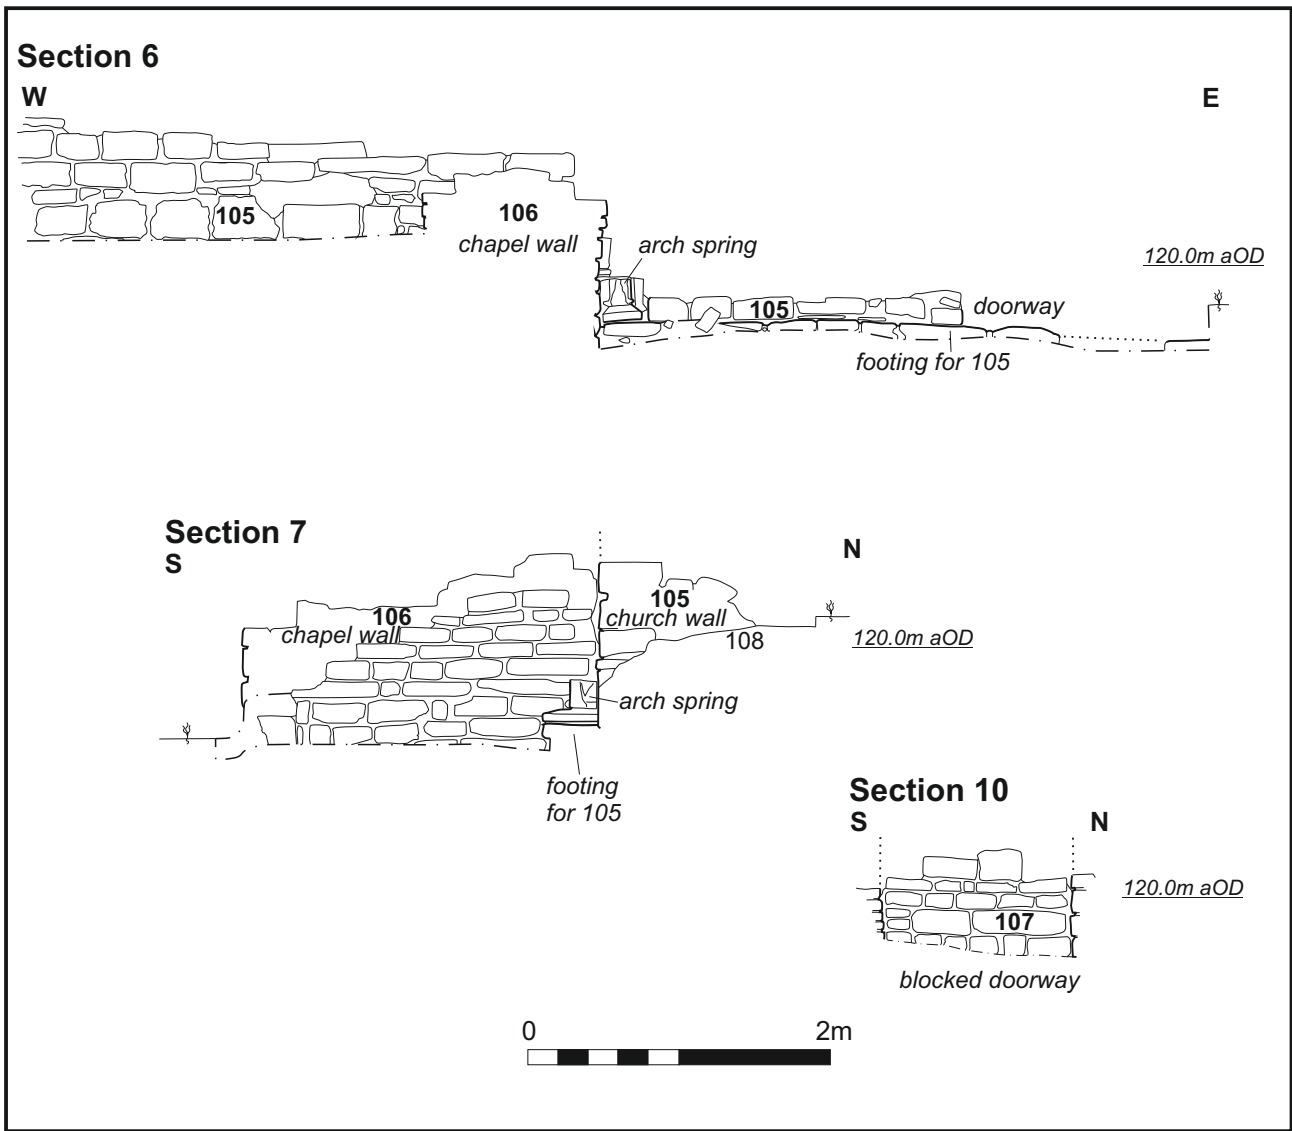 Section 6
W
E
105
106
chapel wall
arch spring
120.0m aOD
105
doorway
footing for 105
Section 7
S
N
106
chapel wall
105
church wall
108
120.0m aOD
arch spring
footing
for 105
Section 10
S
N
120.0m aOD
107
blocked doorway
0
2m